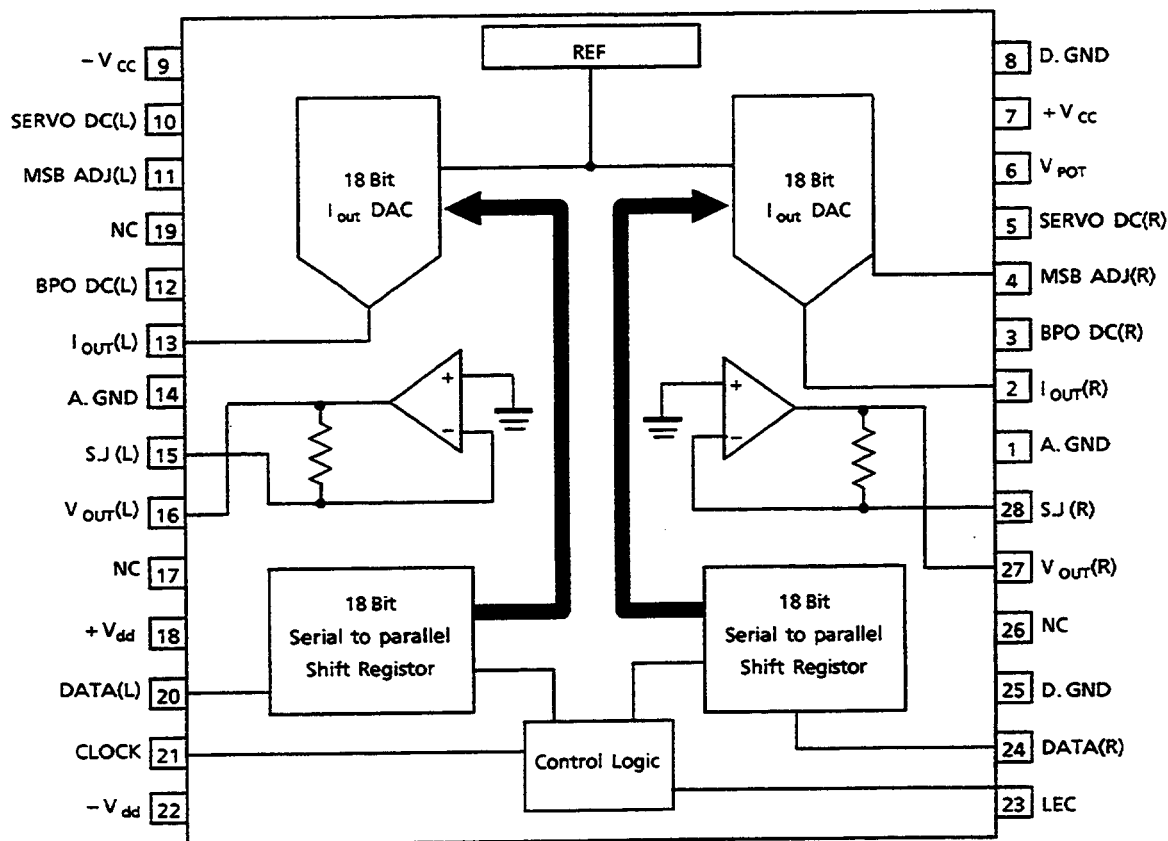 REF
-VCC 9
SERVO DC(L) 10
MSB ADJ(L) 11
NC 19
BPO DC(L) 12
IOUT(L) 13
A.GND 14
S.J(L) 15
VOUT(L) 16
NC 17
+Vdd 18
DATA(L) 20
CLOCK 21
-Vdd 22
18 Bit
Iout DAC
18 Bit
Iout DAC
+
−
+
−
18 Bit
Serial to parallel
Shift Registor
18 Bit
Serial to parallel
Shift Registor
Control Logic
8 D.GND
7 +VCC
6 VPOT
5 SERVO DC(R)
4 MSB ADJ(R)
3 BPO DC(R)
2 IOUT(R)
1 A.GND
28 S.J(R)
27 VOUT(R)
26 NC
25 D.GND
24 DATA(R)
23 LEC